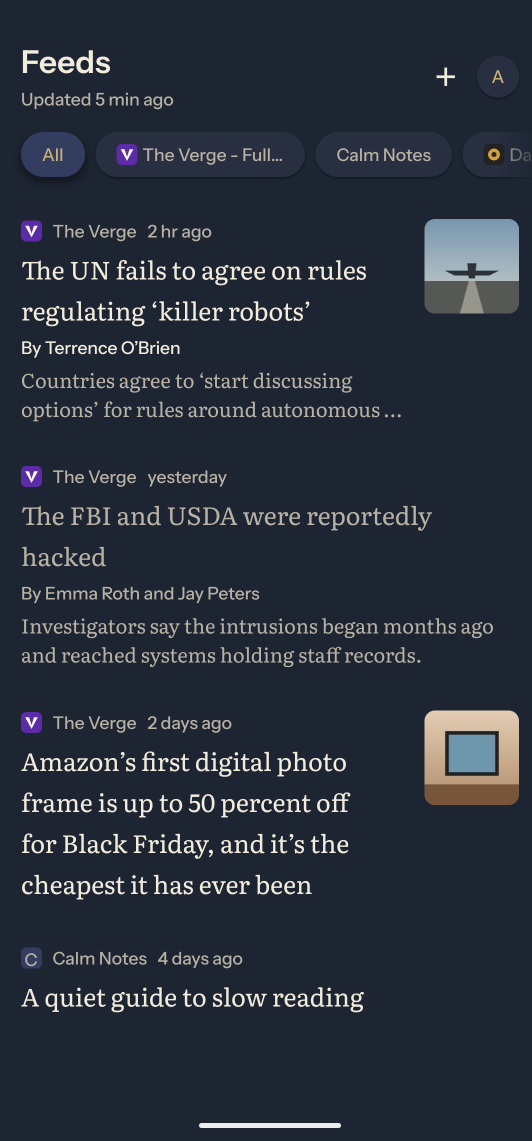 Feeds
Updated 5 min ago
+
A
All
V The Verge - Full...
Calm Notes
Da
V The Verge 2 hr ago
The UN fails to agree on rules
regulating ‘killer robots’
By Terrence O’Brien
Countries agree to ‘start discussing
options’ for rules around autonomous ...
V The Verge yesterday
The FBI and USDA were reportedly
hacked
By Emma Roth and Jay Peters
Investigators say the intrusions began months ago
and reached systems holding staff records.
V The Verge 2 days ago
Amazon’s first digital photo
frame is up to 50 percent off
for Black Friday, and it’s the
cheapest it has ever been
C Calm Notes 4 days ago
A quiet guide to slow reading